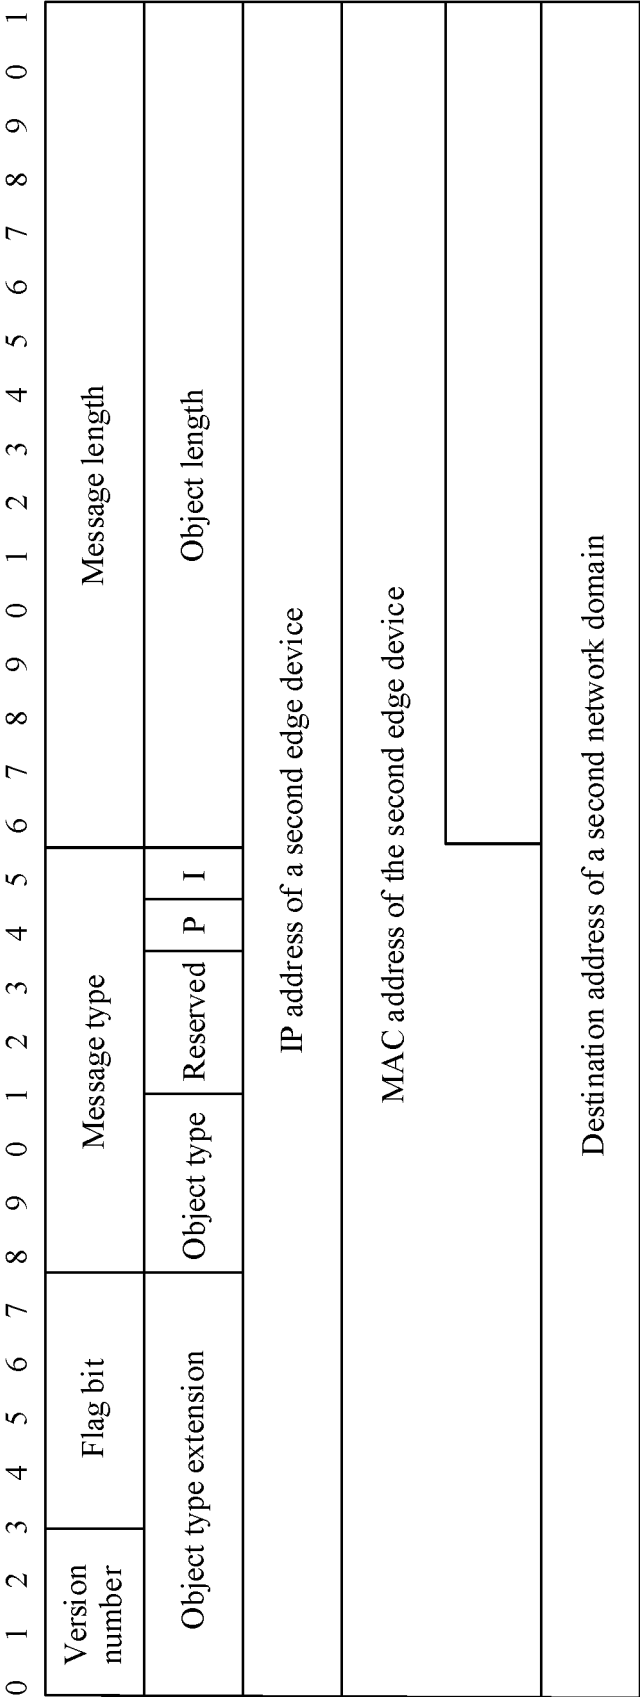 0 1 2 3 4 5 6 7 8 9 0 1 2 3 4 5 6 7 8 9 0 1 2 3 4 5 6 7 8 9 0 1
Version
number
Flag bit
Message type
Message length
Object type extension
Object type
Reserved
P
I
Object length
IP address of a second edge device
MAC address of the second edge device
Destination address of a second network domain